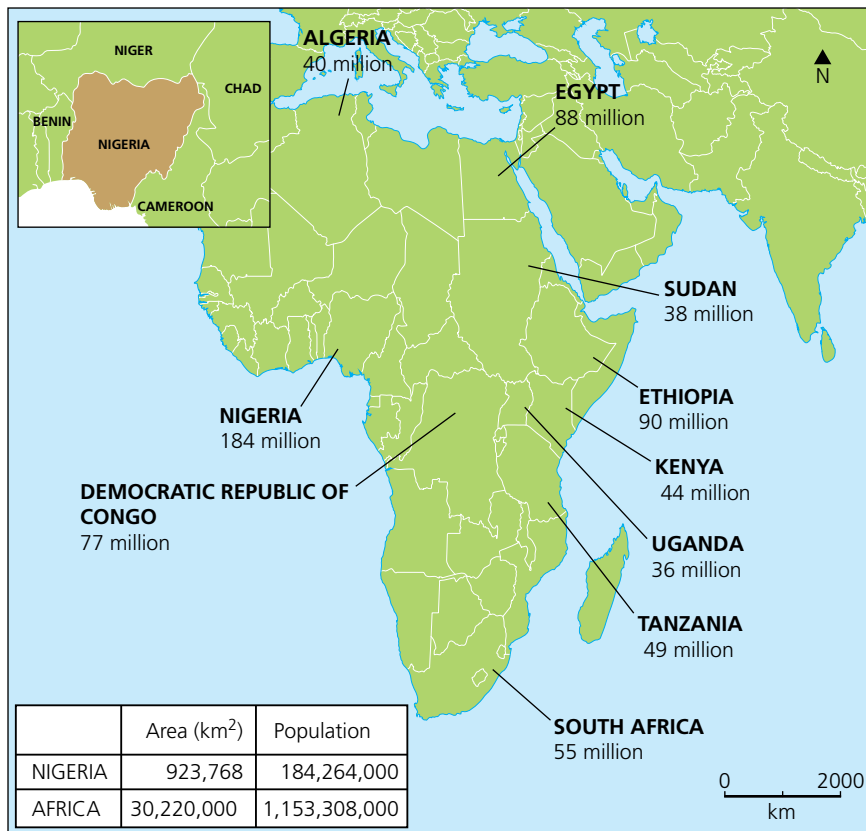 NIGER
CHAD
BENIN
NIGERIA
CAMEROON
ALGERIA
40 million
N
EGYPT
88 million
SUDAN
38 million
ETHIOPIA
90 million
NIGERIA
184 million
KENYA
44 million
DEMOCRATIC REPUBLIC OF
CONGO
77 million
UGANDA
36 million
TANZANIA
49 million
SOUTH AFRICA
55 million
Area (km²) Population
NIGERIA 923,768 184,264,000
AFRICA 30,220,000 1,153,308,000
0 2000
km